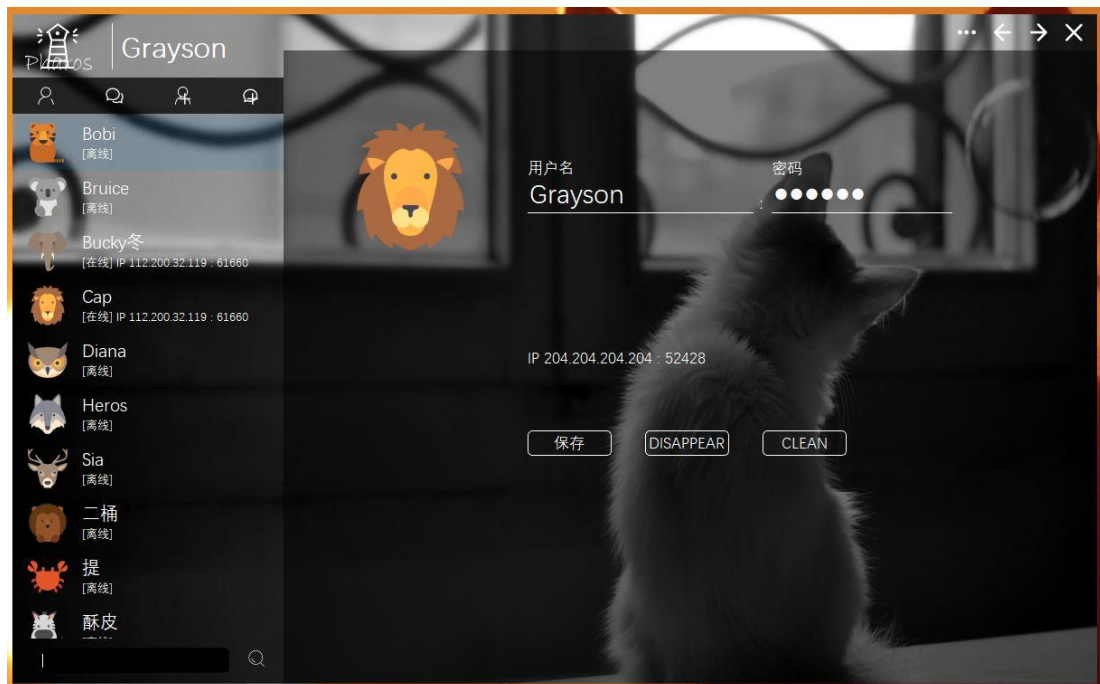 Pharos
Grayson
Bobi
[离线]
Bruice
[离线]
Bucky冬
[在线] IP 112.200.32.119 : 61660
Cap
[在线] IP 112.200.32.119 : 61660
Diana
[离线]
Heros
[离线]
Sia
[离线]
二桶
[离线]
提
[离线]
酥皮
用户名
Grayson
:
密码
●●●●●●
IP 204.204.204.204 : 52428
保存
DISAPPEAR
CLEAN